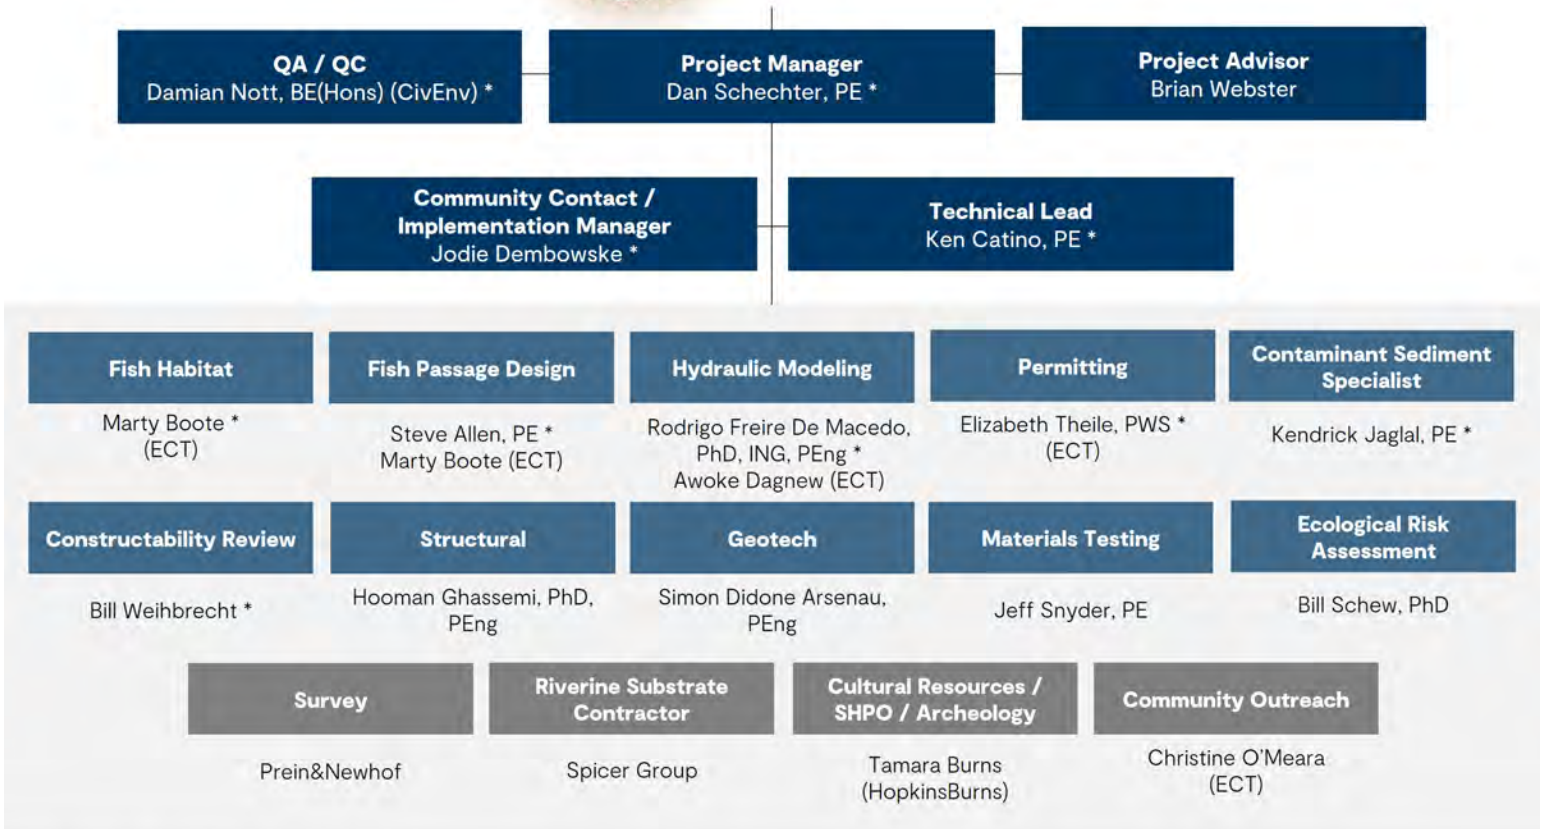 QA / QC
Damian Nott, BE(Hons) (CivEnv) *
Project Manager
Dan Schechter, PE *
Project Advisor
Brian Webster
Community Contact /
Implementation Manager
Jodie Dembowske *
Technical Lead
Ken Catino, PE *
Fish Habitat
Marty Boote *
(ECT)
Fish Passage Design
Steve Allen, PE *
Marty Boote (ECT)
Hydraulic Modeling
Rodrigo Freire De Macedo,
PhD, ING, PEng *
Awoke Dagnew (ECT)
Permitting
Elizabeth Theile, PWS *
(ECT)
Contaminant Sediment
Specialist
Kendrick Jaglal, PE *
Constructability Review
Bill Weihbrecht *
Structural
Hooman Ghassemi, PhD,
PEng
Geotech
Simon Didone Arsenau,
PEng
Materials Testing
Jeff Snyder, PE
Ecological Risk
Assessment
Bill Schew, PhD
Survey
Prein&Newhof
Riverine Substrate
Contractor
Spicer Group
Cultural Resources /
SHPO / Archeology
Tamara Burns
(HopkinsBurns)
Community Outreach
Christine O'Meara
(ECT)